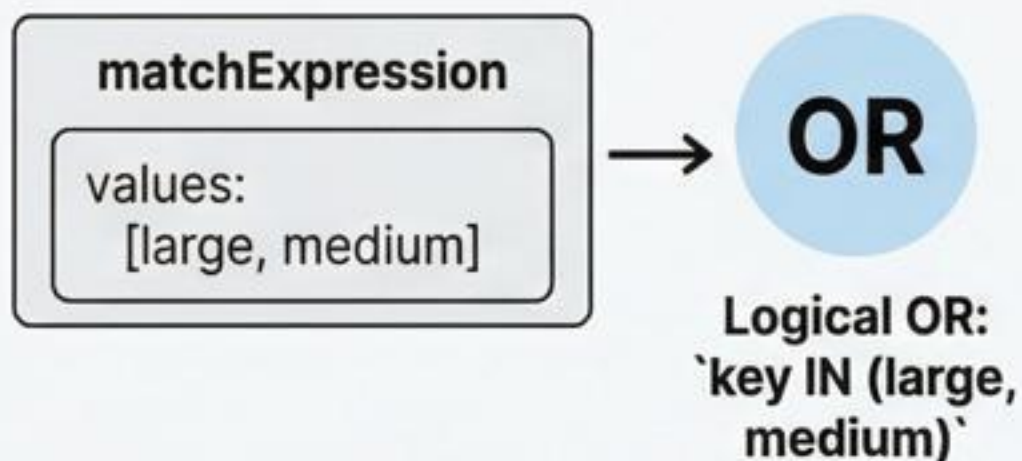 matchExpression
values:
[large, medium]
OR
Logical OR:
`key IN (large,
medium)`